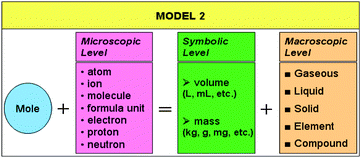 MODEL 2
Microscopic
Level
• atom
• ion
• molecule
• formula unit
• electron
• proton
• neutron
Symbolic
Level
➢ volume
(L, mL, etc.)
➢ mass
(kg, g, mg, etc.)
Macroscopic
Level
■ Gaseous
■ Liquid
■ Solid
■ Element
■ Compound
Mole
+
=
+